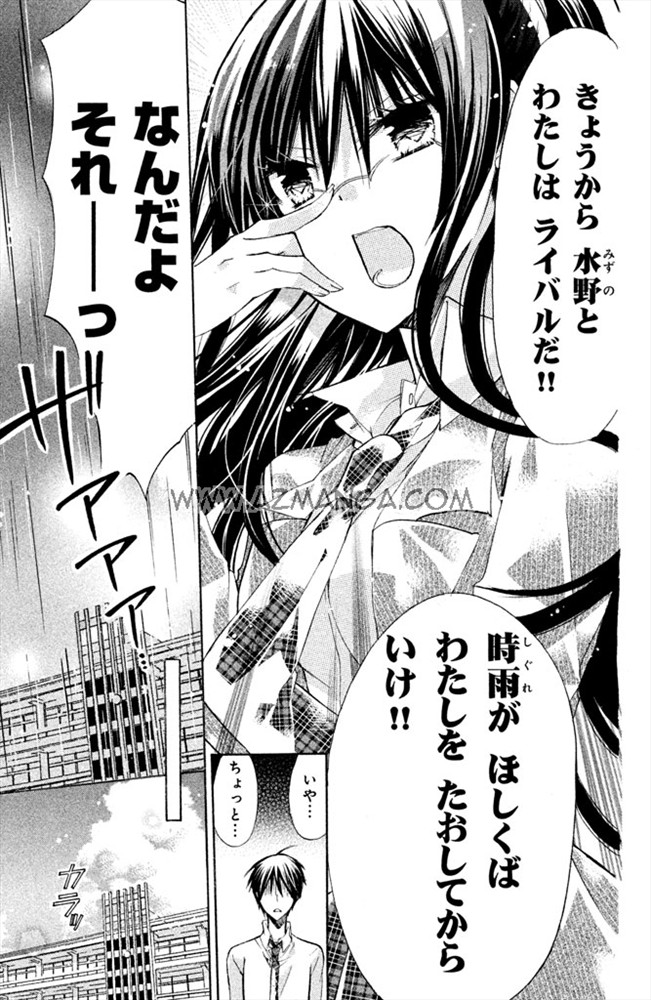 きょうから 水野と
みずの
わたしは ライバルだ!!
時雨が ほしくば
しぐれ
わたしを たおしてから
いけ!!
いや…
ちょっと…
なんだよ
それ——っ
ザアアアア…
カラッ
WWW.AZMANGA.COM